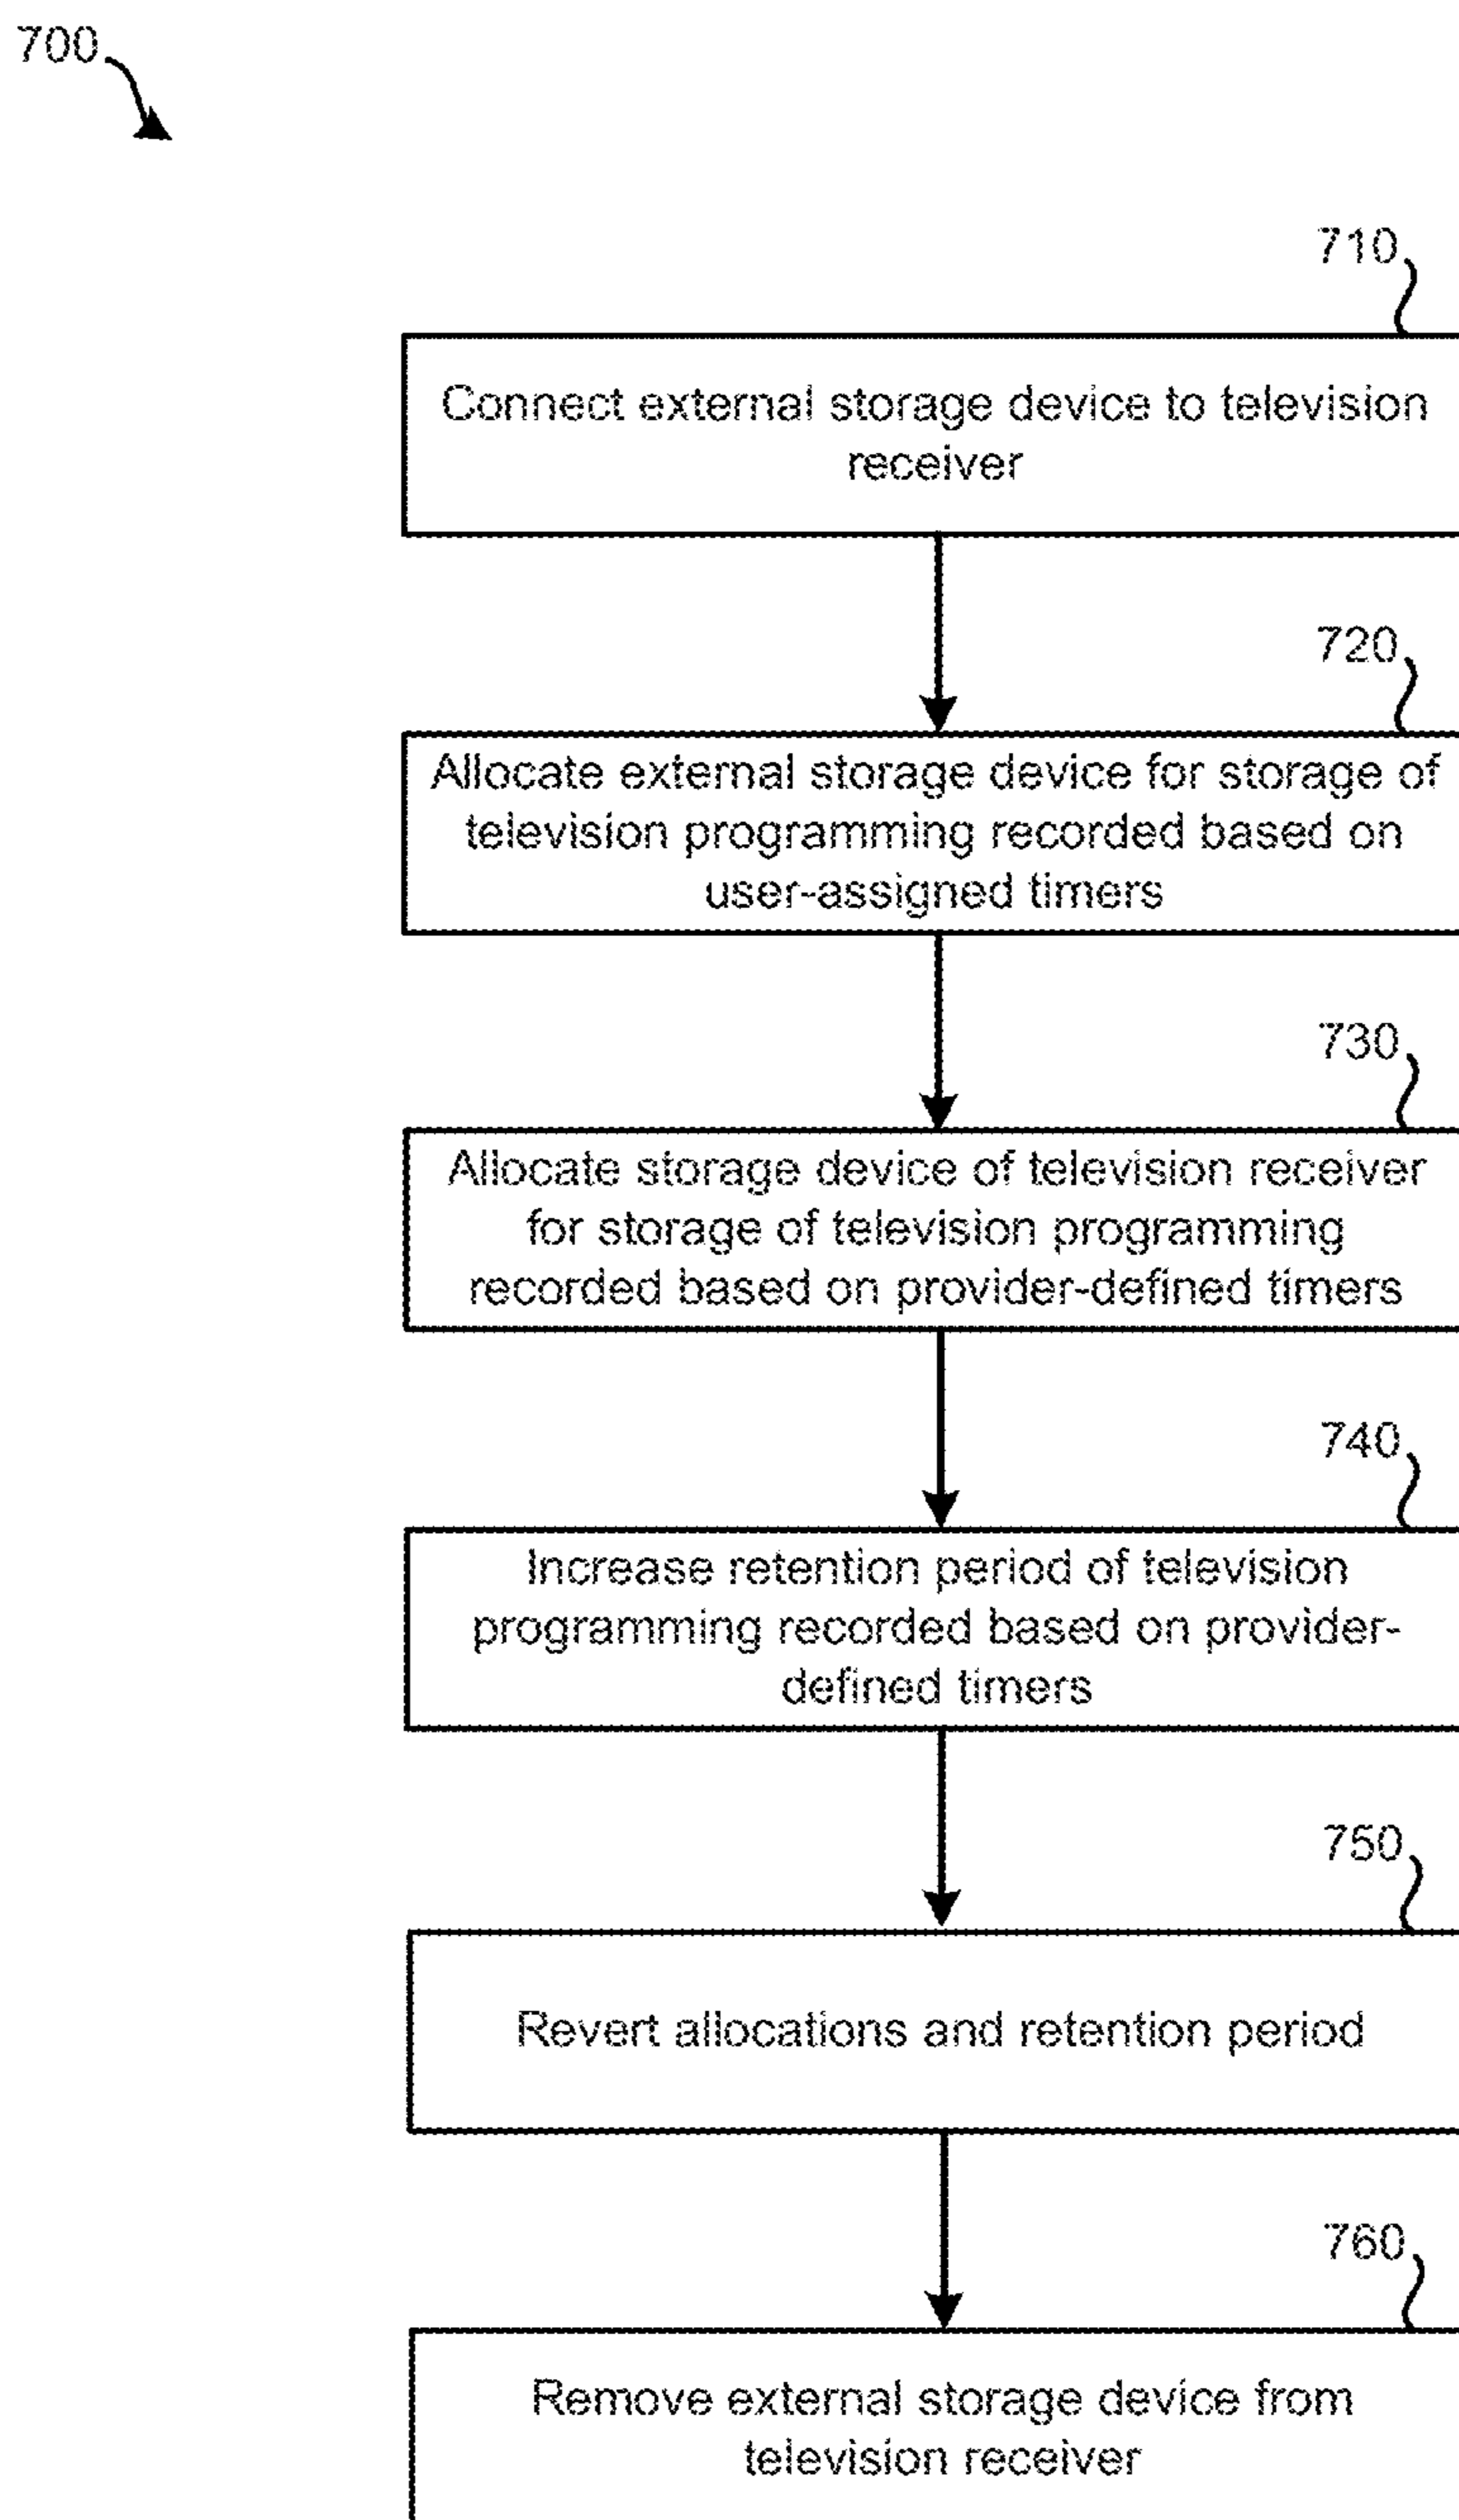 700
710
Connect external storage device to television
receiver
720
Allocate external storage device for storage of
television programming recorded based on
user-assigned timers
730
Allocate storage device of television receiver
for storage of television programming
recorded based on provider-defined timers
740
Increase retention period of television
programming recorded based on provider-
defined timers
750
Revert allocations and retention period
760
Remove external storage device from
television receiver